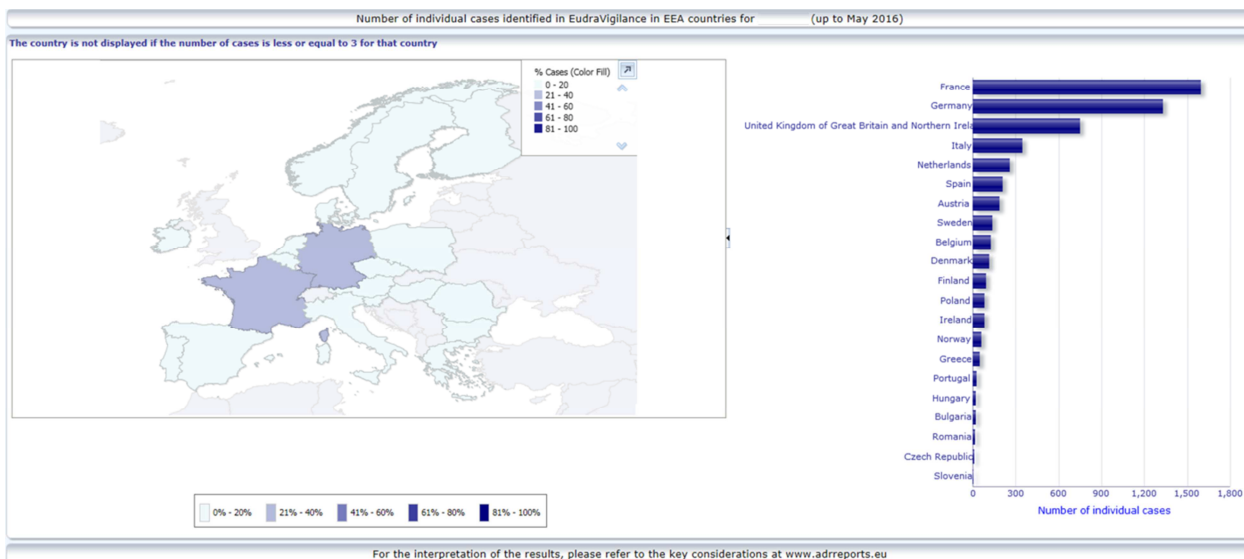 Number of individual cases identified in EudraVigilance in EEA countries for ________ (up to May 2016)
The country is not displayed if the number of cases is less or equal to 3 for that country
% Cases (Color Fill)
0 - 20
21 - 40
41 - 60
61 - 80
81 - 100
0% - 20%
21% - 40%
41% - 60%
61% - 80%
81% - 100%
France
Germany
United Kingdom of Great Britain and Northern Irela
Italy
Netherlands
Spain
Austria
Sweden
Belgium
Denmark
Finland
Poland
Ireland
Norway
Greece
Portugal
Hungary
Bulgaria
Romania
Czech Republic
Slovenia
0 300 600 900 1,200 1,500 1,800
Number of individual cases
For the interpretation of the results, please refer to the key considerations at www.adrreports.eu